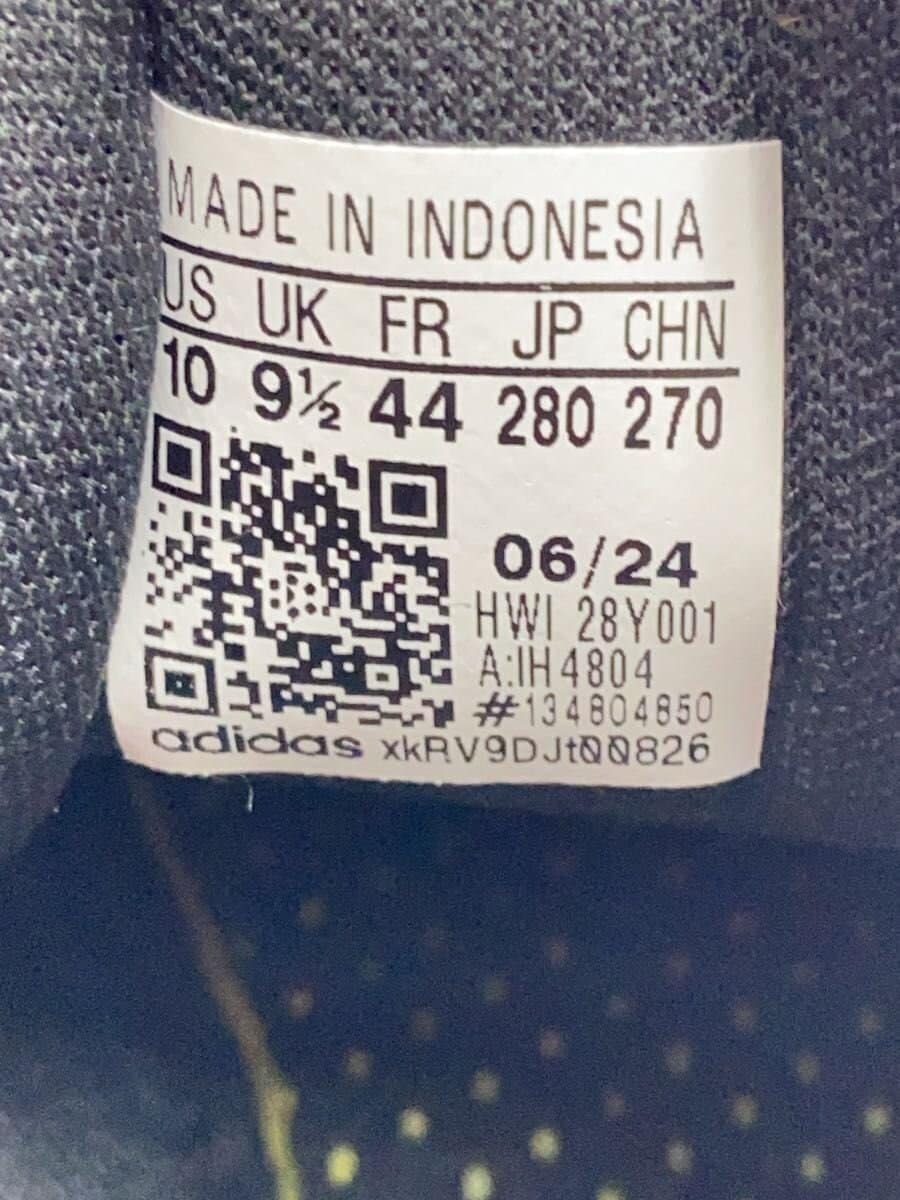 MADE IN INDONESIA
US UK FR JP CHN
10 9½ 44 280 270
06/24
HWI 28Y001
A:IH4804
#134804850
adidas xkRV9DJt00826